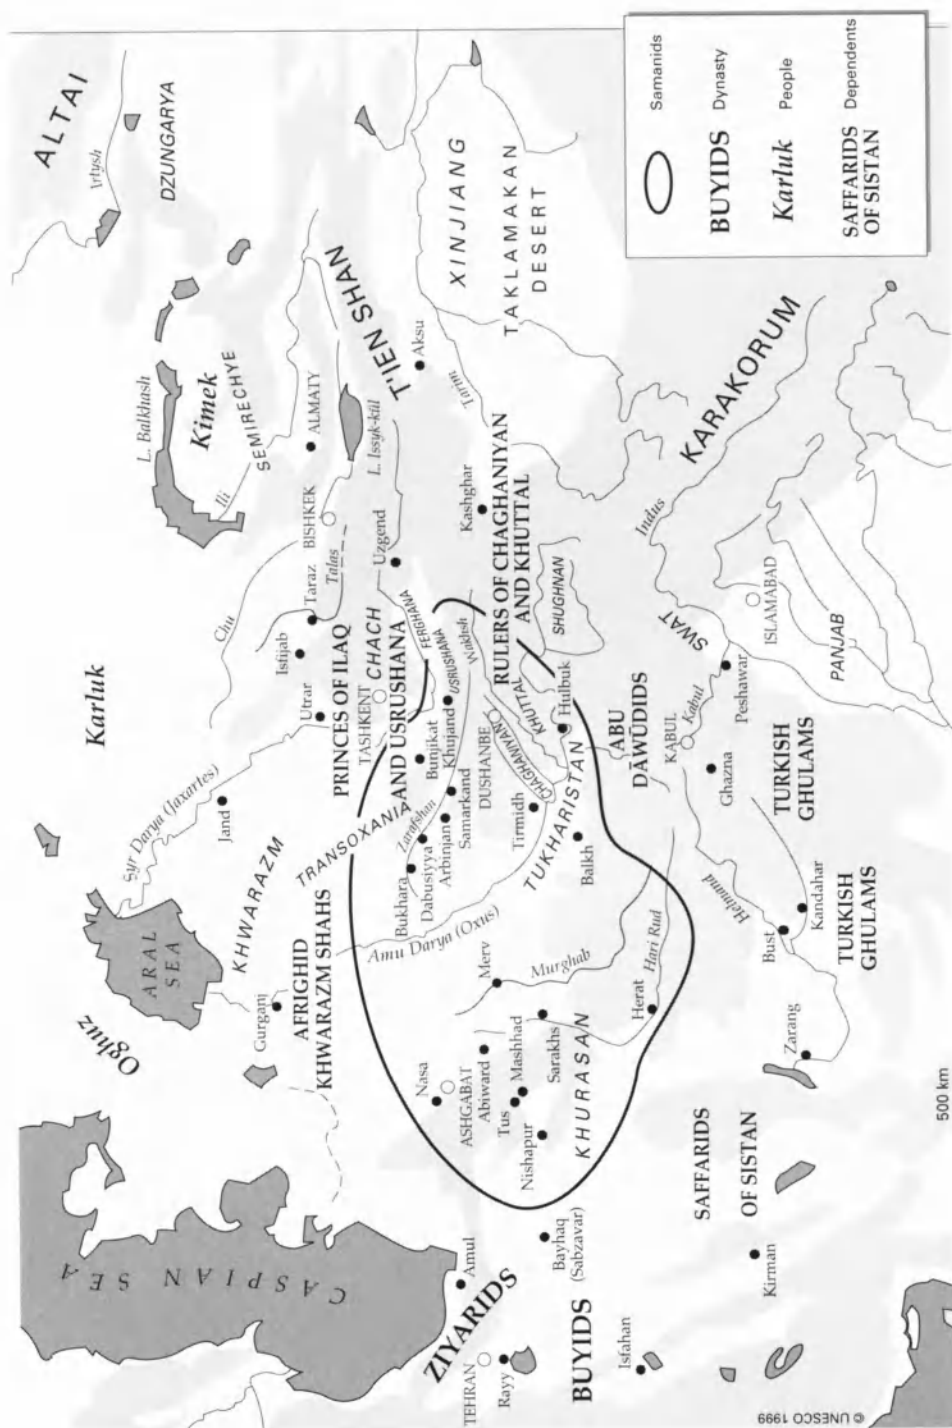 ALTAI
Irtysh
DZUNGARYA
L. Balkhash
Kimek
SEMIRECHYE
Ili
ALMATY
T'IEN SHAN
L. Issyk-kül
Aksu
XINJIANG
TAKLAMAKAN
DESERT
Tarim
Kashghar
KARAKORUM
Indus
Karluk
Chu
BISHKEK
Talas
Taraz
Isfijab
Utrar
Uzgend
CHACH
TASHKENT
PRINCES OF ILAQ
AND USRUSHANA
FERGHANA
USRUSHANA
Khujand
Bunjikat
Wakhsh
RULERS OF CHAGHANIYAN
AND KHUTTAL
SHUGHNAN
SWAT
ISLAMABAD
PANJAB
Syr Darya (Jaxartes)
Jand
TRANSOXANIA
Zarafshan
Samarkand
Arbinjan
Dabusiyya
Bukhara
DUSHANBE
CHAGHANIYAN
KHUTTAL
Hulbuk
Tirmidh
TUKHARISTAN
Balkh
ABU
DĀWŪDIDS
KABUL
Kabul
Peshawar
Ghazna
TURKISH
GHULAMS
ARAL
SEA
KHWARAZM
Oghuz
Gurganj
AFRIGHID
KHWARAZM SHAHS
Amu Darya (Oxus)
Merv
Murghab
Hari Rud
Herat
Helmand
Kandahar
Bust
TURKISH
GHULAMS
Zarang
Nasa
ASHGABAT
Abiward
Mashhad
Tus
Sarakhs
Nishapur
KHURASAN
CASPIAN SEA
Amul
ZIYARIDS
TEHRAN
Rayy
Bayhaq
(Sabzavar)
BUYIDS
Isfahan
SAFFARIDS
OF SISTAN
Kirman
500 km
Samanids
BUYIDS Dynasty
Karluk People
SAFFARIDS Dependents
OF SISTAN
© UNESCO 1999